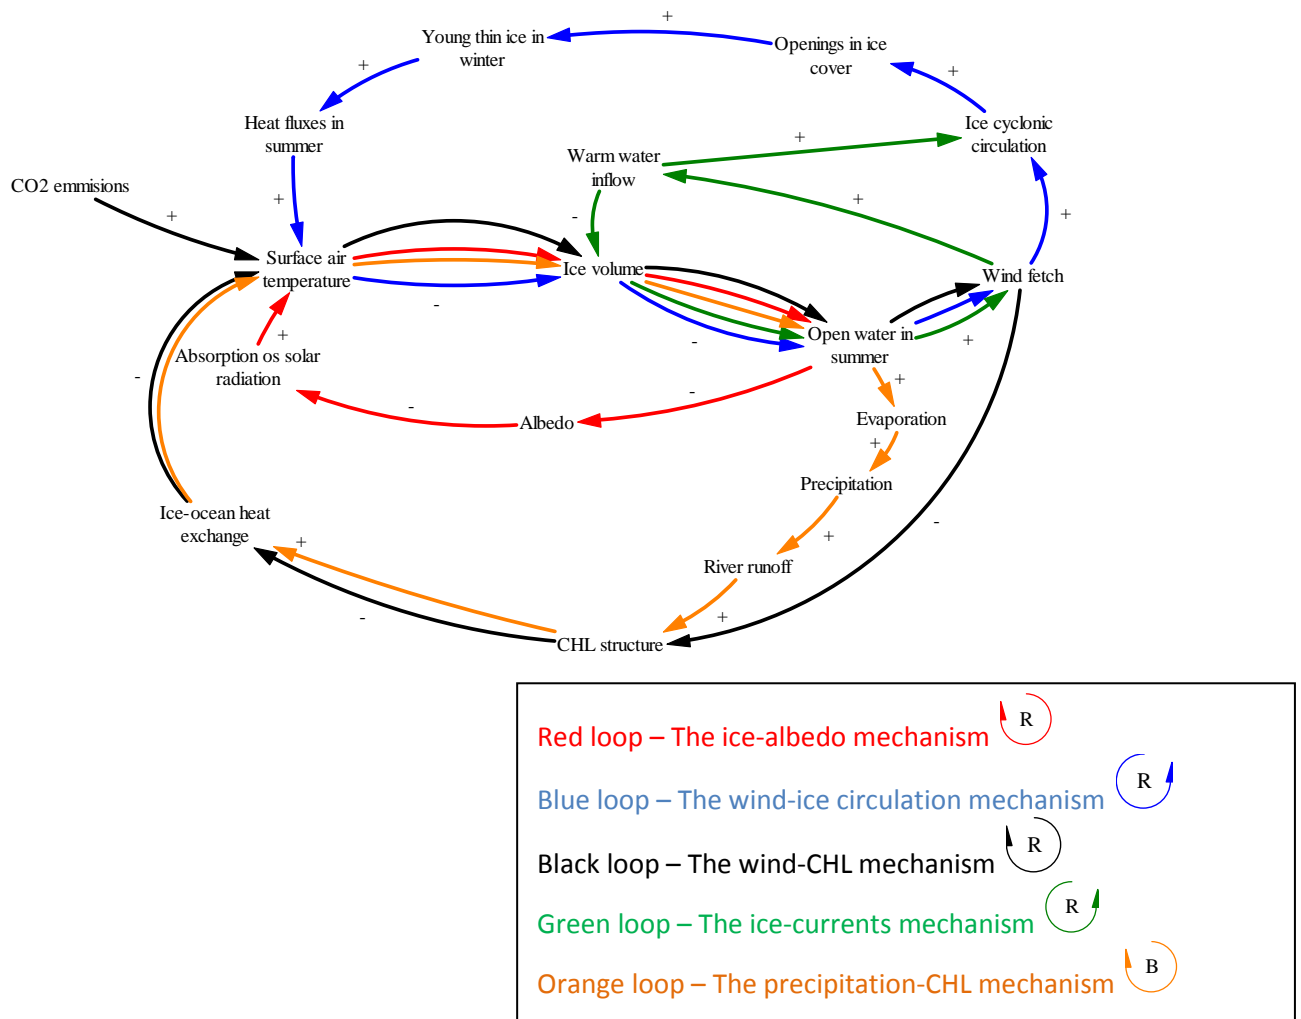 +
Young thin ice in
winter
Openings in ice
cover
+
+
Heat fluxes in
summer
Ice cyclonic
circulation
+
Warm water
inflow
CO2 emmisions
+
+
+
-
+
+
Surface air
temperature
Ice volume
Wind fetch
-
+
Open water in
summer
-
+
Absorption os solar
radiation
-
+
-
-
Albedo
Evaporation
+
Precipitation
Ice-ocean heat
exchange
-
+
+
River runoff
-
+
CHL structure
Red loop – The ice-albedo mechanism R
Blue loop – The wind-ice circulation mechanism R
Black loop – The wind-CHL mechanism R
Green loop – The ice-currents mechanism R
Orange loop – The precipitation-CHL mechanism B